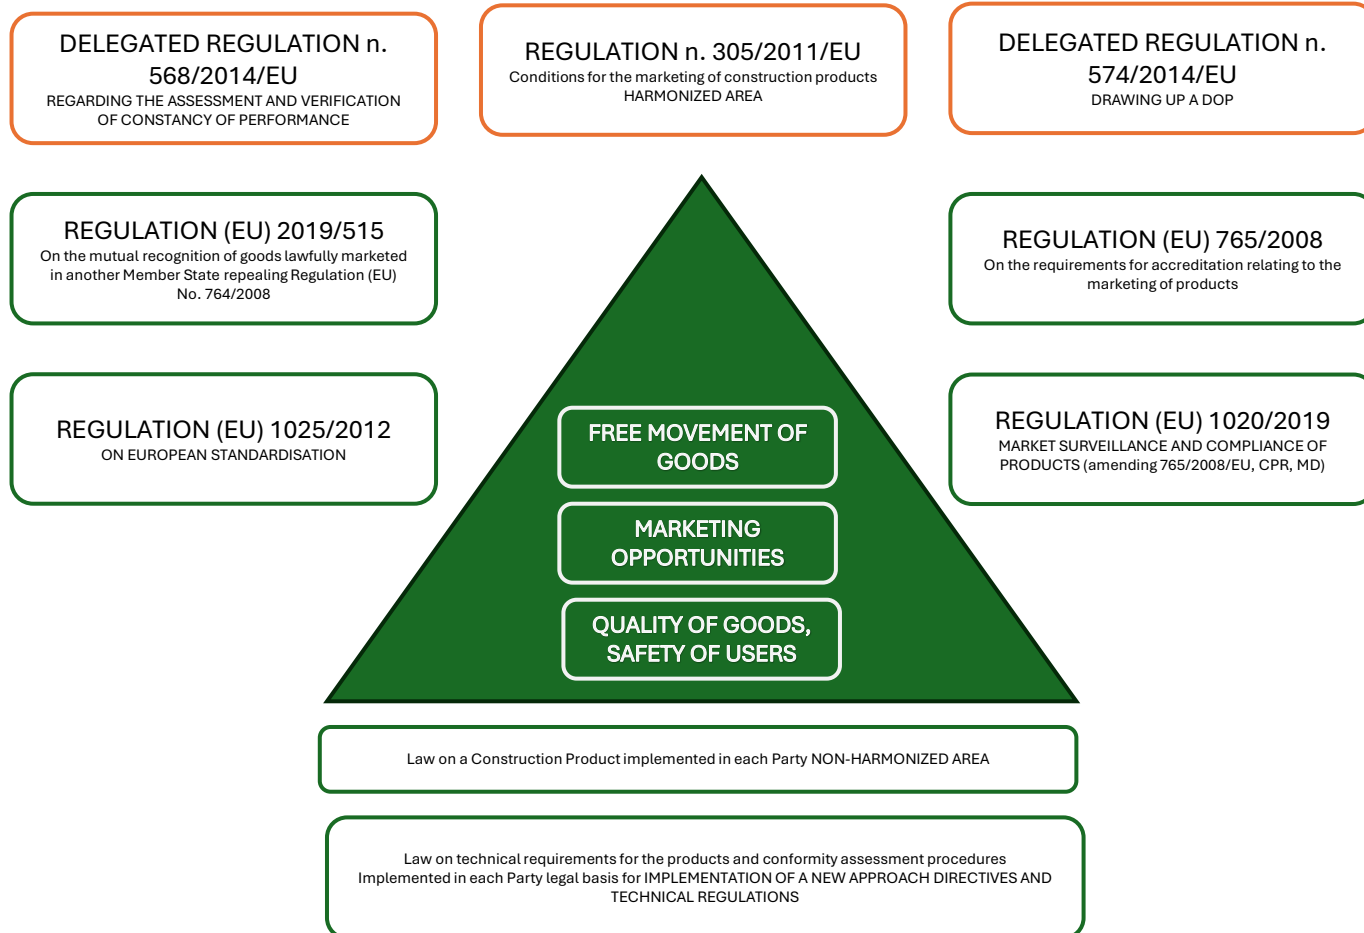 DELEGATED REGULATION n.
568/2014/EU
REGARDING THE ASSESSMENT AND VERIFICATION
OF CONSTANCY OF PERFORMANCE
REGULATION n. 305/2011/EU
Conditions for the marketing of construction products
HARMONIZED AREA
DELEGATED REGULATION n.
574/2014/EU
DRAWING UP A DOP
REGULATION (EU) 2019/515
On the mutual recognition of goods lawfully marketed
in another Member State repealing Regulation (EU)
No. 764/2008
REGULATION (EU) 765/2008
On the requirements for accreditation relating to the
marketing of products
REGULATION (EU) 1025/2012
ON EUROPEAN STANDARDISATION
REGULATION (EU) 1020/2019
MARKET SURVEILLANCE AND COMPLIANCE OF
PRODUCTS (amending 765/2008/EU, CPR, MD)
FREE MOVEMENT OF
GOODS
MARKETING
OPPORTUNITIES
QUALITY OF GOODS,
SAFETY OF USERS
Law on a Construction Product implemented in each Party NON-HARMONIZED AREA
Law on technical requirements for the products and conformity assessment procedures
Implemented in each Party legal basis for IMPLEMENTATION OF A NEW APPROACH DIRECTIVES AND
TECHNICAL REGULATIONS